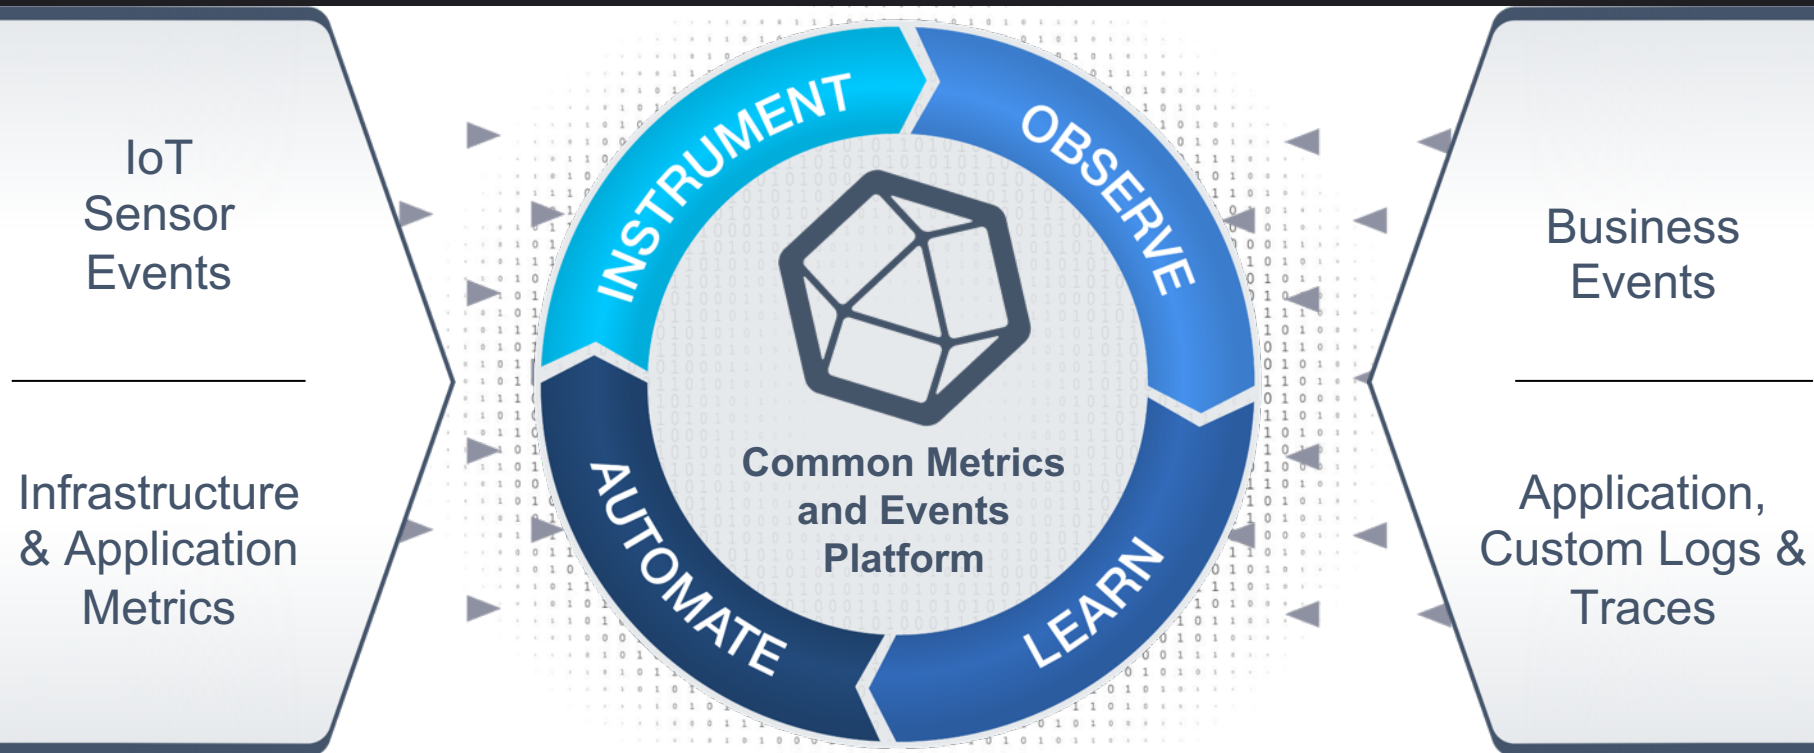 IoT
Sensor
Events
Infrastructure
& Application
Metrics
INSTRUMENT
OBSERVE
LEARN
AUTOMATE
Common Metrics
and Events
Platform
Business
Events
Application,
Custom Logs &
Traces